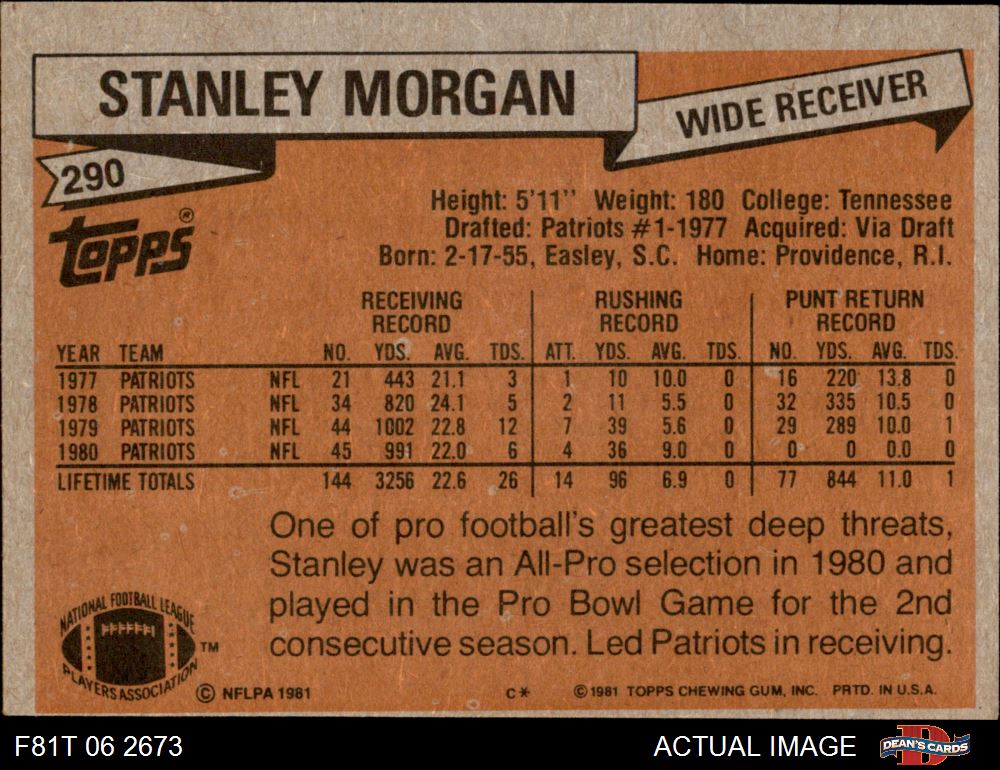 STANLEY MORGAN
WIDE RECEIVER
290
TOPPS®
Height: 5'11'' Weight: 180 College: Tennessee
Drafted: Patriots #1-1977 Acquired: Via Draft
Born: 2-17-55, Easley, S.C. Home: Providence, R.I.
RECEIVING RECORD RUSHING RECORD PUNT RETURN RECORD
YEAR TEAM NO. YDS. AVG. TDS. ATT. YDS. AVG. TDS. NO. YDS. AVG. TDS.
1977 PATRIOTS NFL 21 443 21.1 3 1 10 10.0 0 16 220 13.8 0
1978 PATRIOTS NFL 34 820 24.1 5 2 11 5.5 0 32 335 10.5 0
1979 PATRIOTS NFL 44 1002 22.8 12 7 39 5.6 0 29 289 10.0 1
1980 PATRIOTS NFL 45 991 22.0 6 4 36 9.0 0 0 0 0.0 0
LIFETIME TOTALS 144 3256 22.6 26 14 96 6.9 0 77 844 11.0 1
One of pro football's greatest deep threats,
Stanley was an All-Pro selection in 1980 and
played in the Pro Bowl Game for the 2nd
consecutive season. Led Patriots in receiving.
NATIONAL FOOTBALL LEAGUE
PLAYERS ASSOCIATION
TM
© NFLPA 1981
C*
© 1981 TOPPS CHEWING GUM, INC. PRTD. IN U.S.A.
F81T 06 2673
ACTUAL IMAGE
D
DEAN'S CARDS